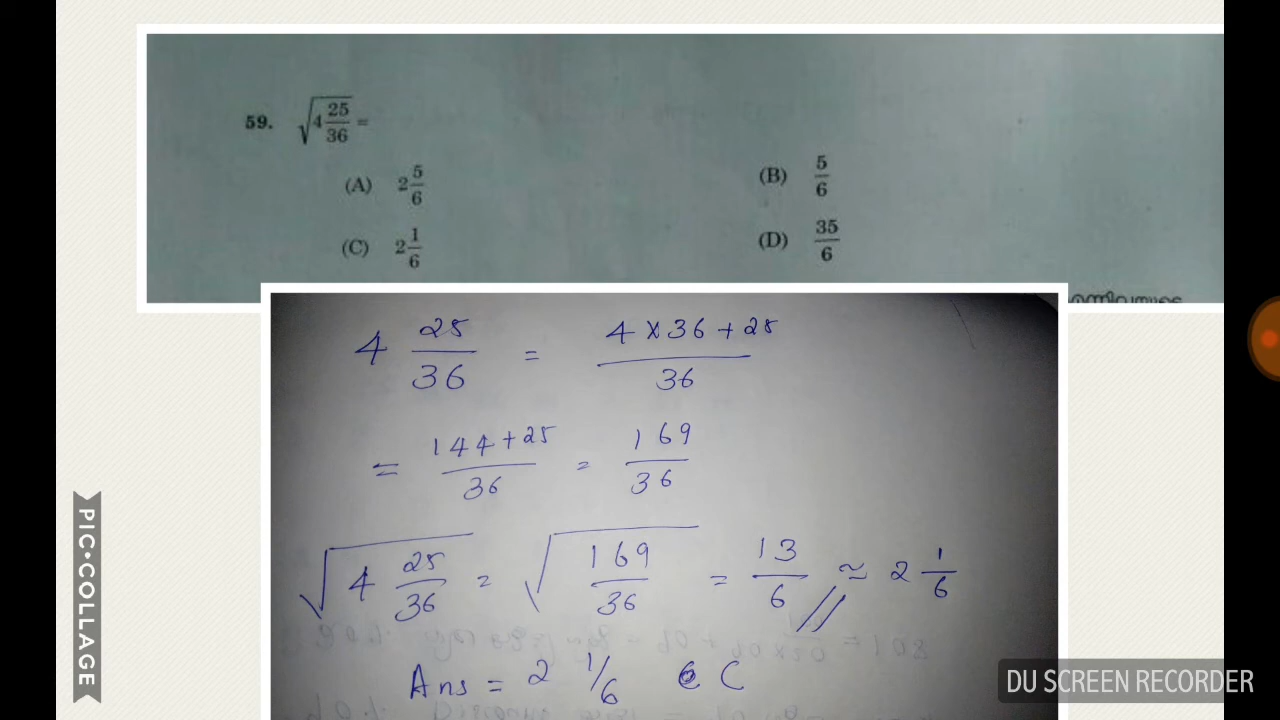 59. √4 25/36 =
(A) 2 5/6 (B) 5/6
(C) 2 1/6 (D) 35/6
4 25/36 = 4 x 36 + 25 / 36
= 144 + 25 / 36 = 169/36
√4 25/36 = √169/36 = 13/6 // ≈ 2 1/6
Ans = 2 1/6 C
PIC•COLLAGE
DU SCREEN RECORDER